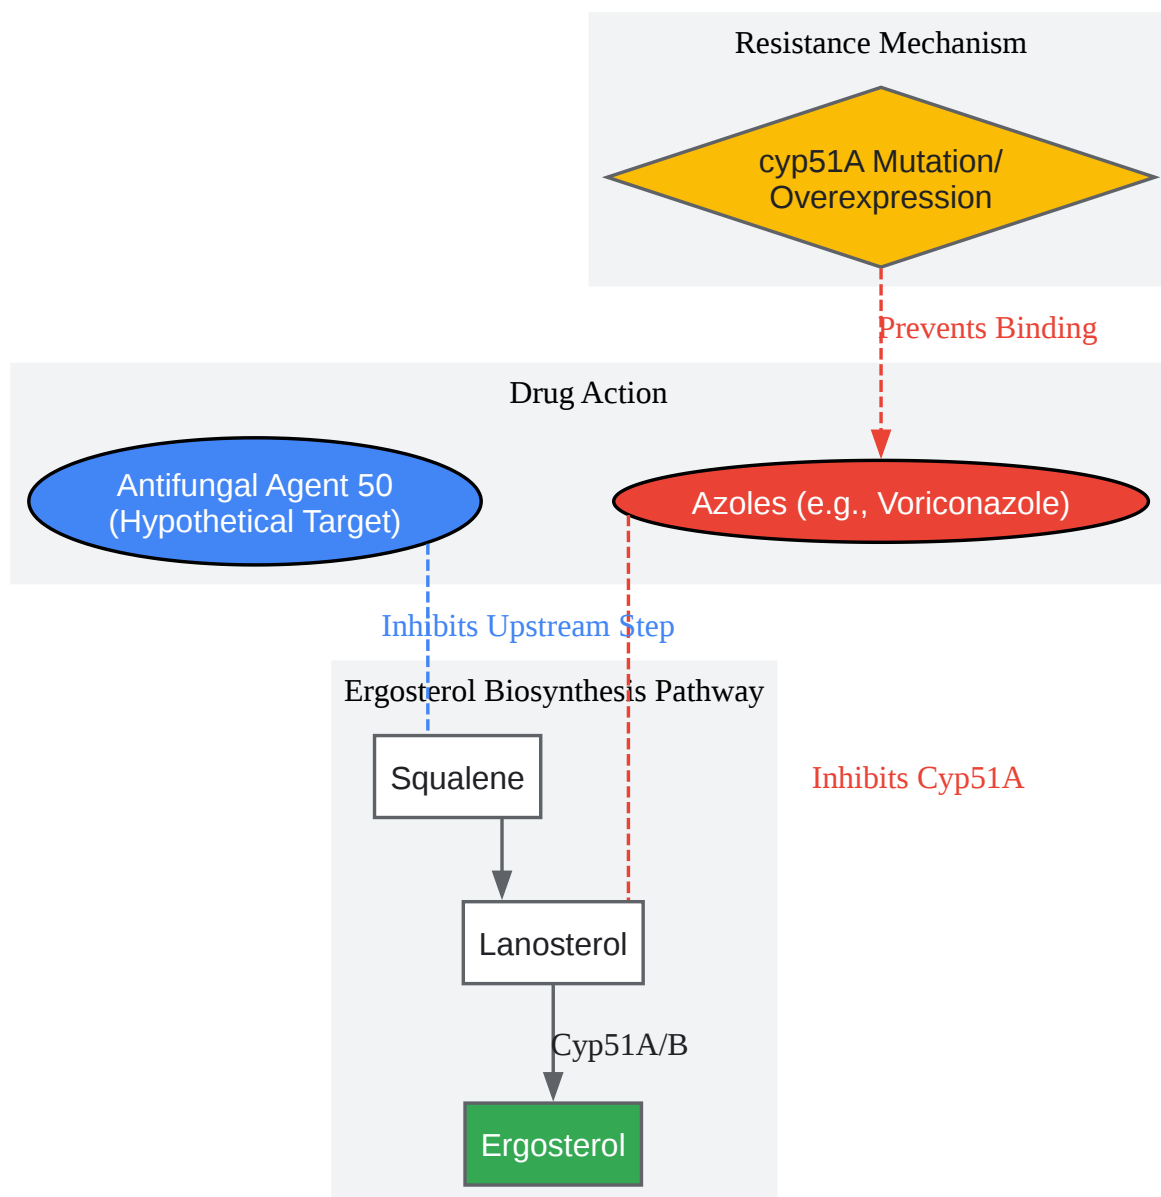 Resistance Mechanism
cyp51A Mutation/
Overexpression
Prevents Binding
Drug Action
Antifungal Agent 50
(Hypothetical Target)
Azoles (e.g., Voriconazole)
Inhibits Upstream Step
Ergosterol Biosynthesis Pathway
Squalene
Inhibits Cyp51A
Lanosterol
Cyp51A/B
Ergosterol